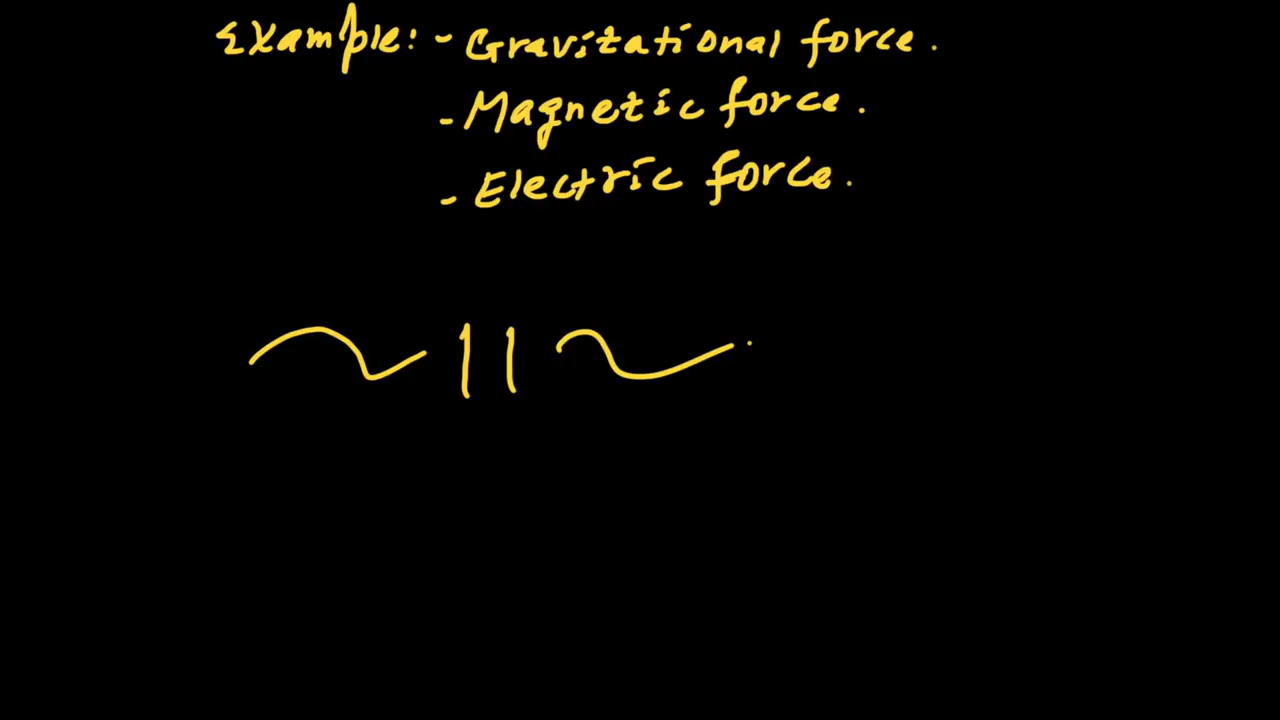 Example:- Gravitational force.
- Magnetic force.
- Electric force.
~ || ~.